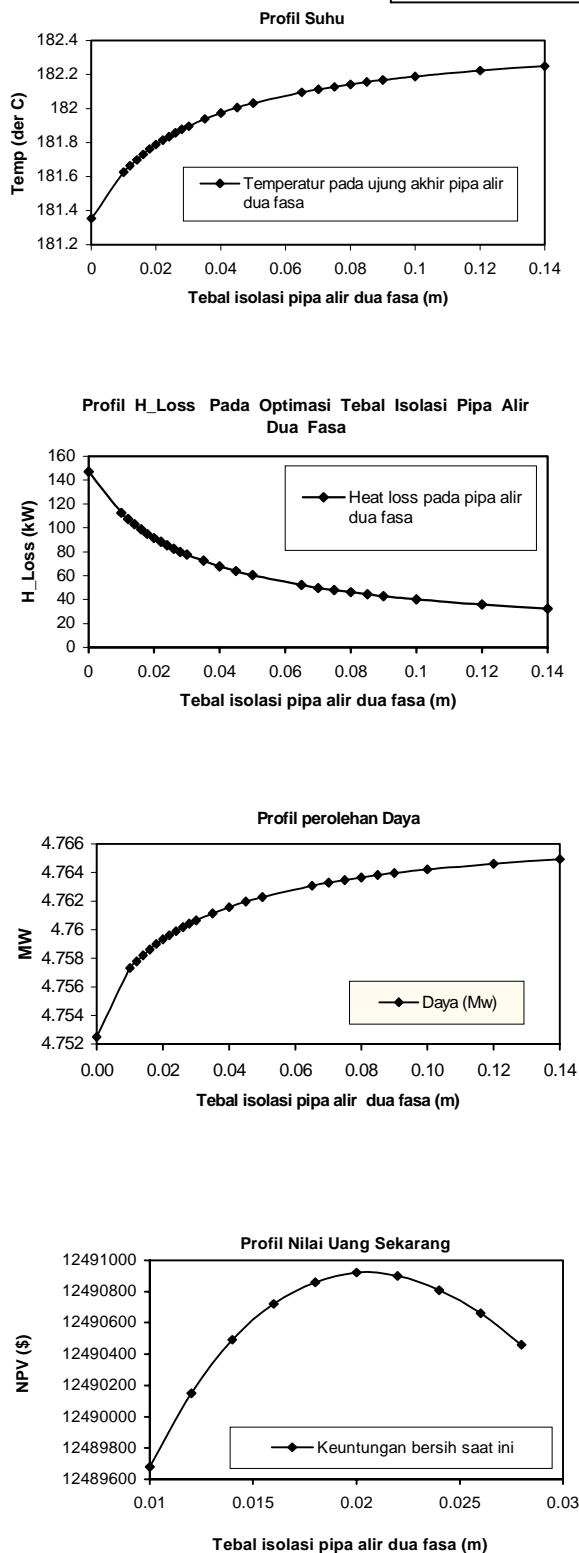 Profil Suhu
182.4
182.2
182
181.8
181.6
181.4
181.2
Temp (der C)
Temperatur pada ujung akhir pipa alir
dua fasa
0 0.02 0.04 0.06 0.08 0.1 0.12 0.14
Tebal isolasi pipa alir dua fasa (m)
Profil H_Loss Pada Optimasi Tebal Isolasi Pipa Alir
Dua Fasa
160
140
120
100
80
60
40
20
0
H_Loss (kW)
Heat loss pada pipa alir
dua fasa
0 0.02 0.04 0.06 0.08 0.1 0.12 0.14
Tebal isolasi pipa alir dua fasa (m)
Profil perolehan Daya
4.766
4.764
4.762
4.76
4.758
4.756
4.754
4.752
MW
Daya (Mw)
0.00 0.02 0.04 0.06 0.08 0.10 0.12 0.14
Tebal isolasi pipa alir dua fasa (m)
Profil Nilai Uang Sekarang
12491000
12490800
12490600
12490400
12490200
12490000
12489800
12489600
NPV ($)
Keuntungan bersih saat ini
0.01 0.015 0.02 0.025 0.03
Tebal isolasi pipa alir dua fasa (m)